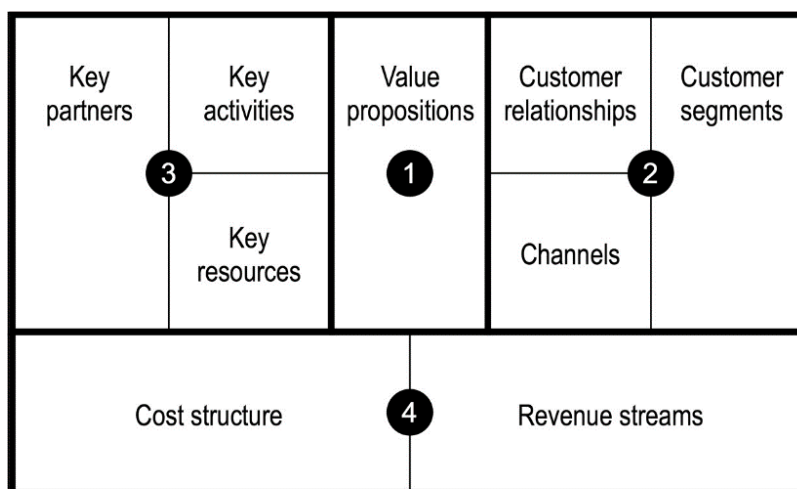 Key
partners
Key
activities
Value
propositions
Customer
relationships
Customer
segments
3
1
2
Key
resources
Channels
Cost structure
4
Revenue streams